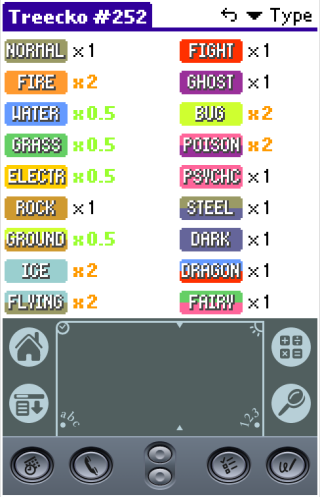 Treecko #252 Type
NORMAL x1 FIGHT x1
FIRE x2 GHOST x1
WATER x0.5 BUG x2
GRASS x0.5 POISON x2
ELECTR x0.5 PSYCHC x1
ROCK x1 STEEL x1
GROUND x0.5 DARK x1
ICE x2 DRAGON x1
FLYING x2 FAIRY x1
abc 123